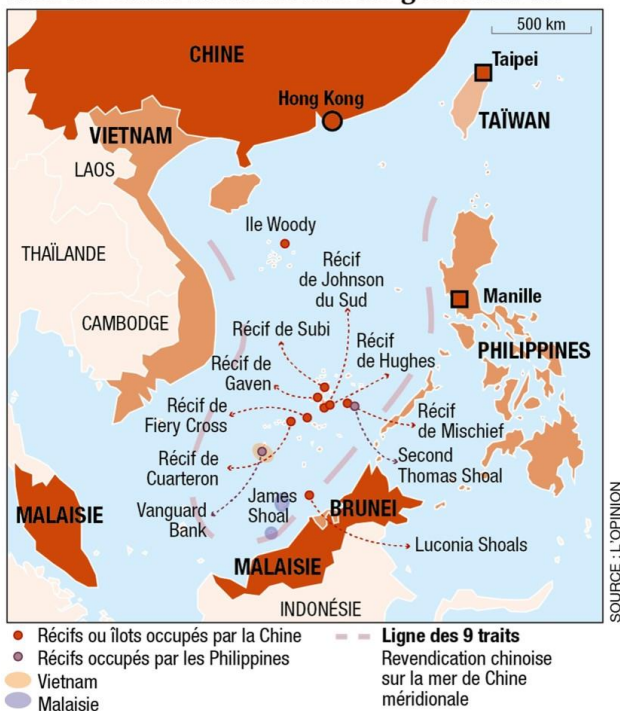 500 km
CHINE
Taipei
Hong Kong
TAÏWAN
VIETNAM
LAOS
Ile Woody
THAÏLANDE
Récif
de Johnson
du Sud
Manille
CAMBODGE
Récif de Subi
Récif
de Hughes
PHILIPPINES
Récif de
Gaven
Récif de
Fiery Cross
Récif
de Mischief
Récif de
Cuarteron
Second
Thomas Shoal
Vanguard
Bank
James
Shoal
BRUNEI
MALAISIE
Luconia Shoals
MALAISIE
INDONÉSIE
SOURCE : L'OPINION
Récifs ou îlots occupés par la Chine
Récifs occupés par les Philippines
Vietnam
Malaisie
Ligne des 9 traits
Revendication chinoise
sur la mer de Chine
méridionale